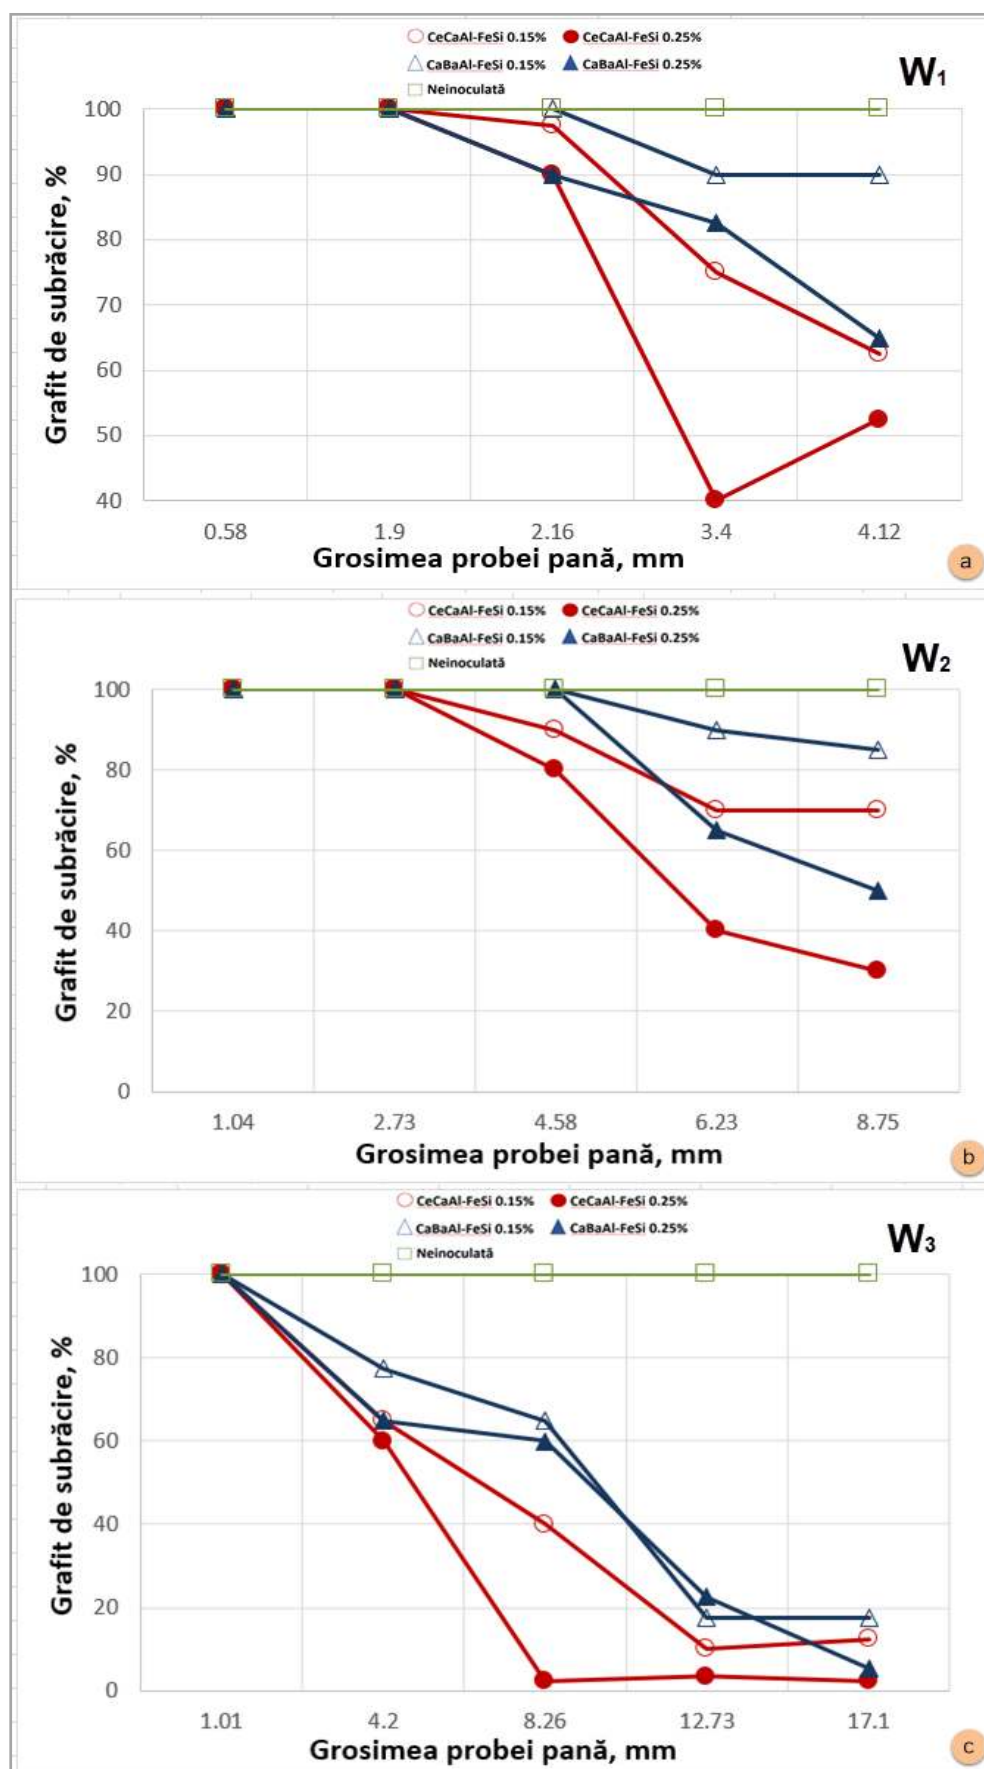 CeCaAl-FeSi 0.15% CeCaAl-FeSi 0.25%
CaBaAl-FeSi 0.15% CaBaAl-FeSi 0.25%
Neinoculată
W1
100
90
80
70
60
50
40
Grafit de subrăcire, %
0.58 1.9 2.16 3.4 4.12
Grosimea probei pană, mm
a
CeCaAl-FeSi 0.15% CeCaAl-FeSi 0.25%
CaBaAl-FeSi 0.15% CaBaAl-FeSi 0.25%
Neinoculată
W2
100
80
60
40
20
0
Grafit de subrăcire, %
1.04 2.73 4.58 6.23 8.75
Grosimea probei pană, mm
b
CeCaAl-FeSi 0.15% CeCaAl-FeSi 0.25%
CaBaAl-FeSi 0.15% CaBaAl-FeSi 0.25%
Neinoculată
W3
100
80
60
40
20
0
Grafit de subrăcire, %
1.01 4.2 8.26 12.73 17.1
Grosimea probei pană, mm
c